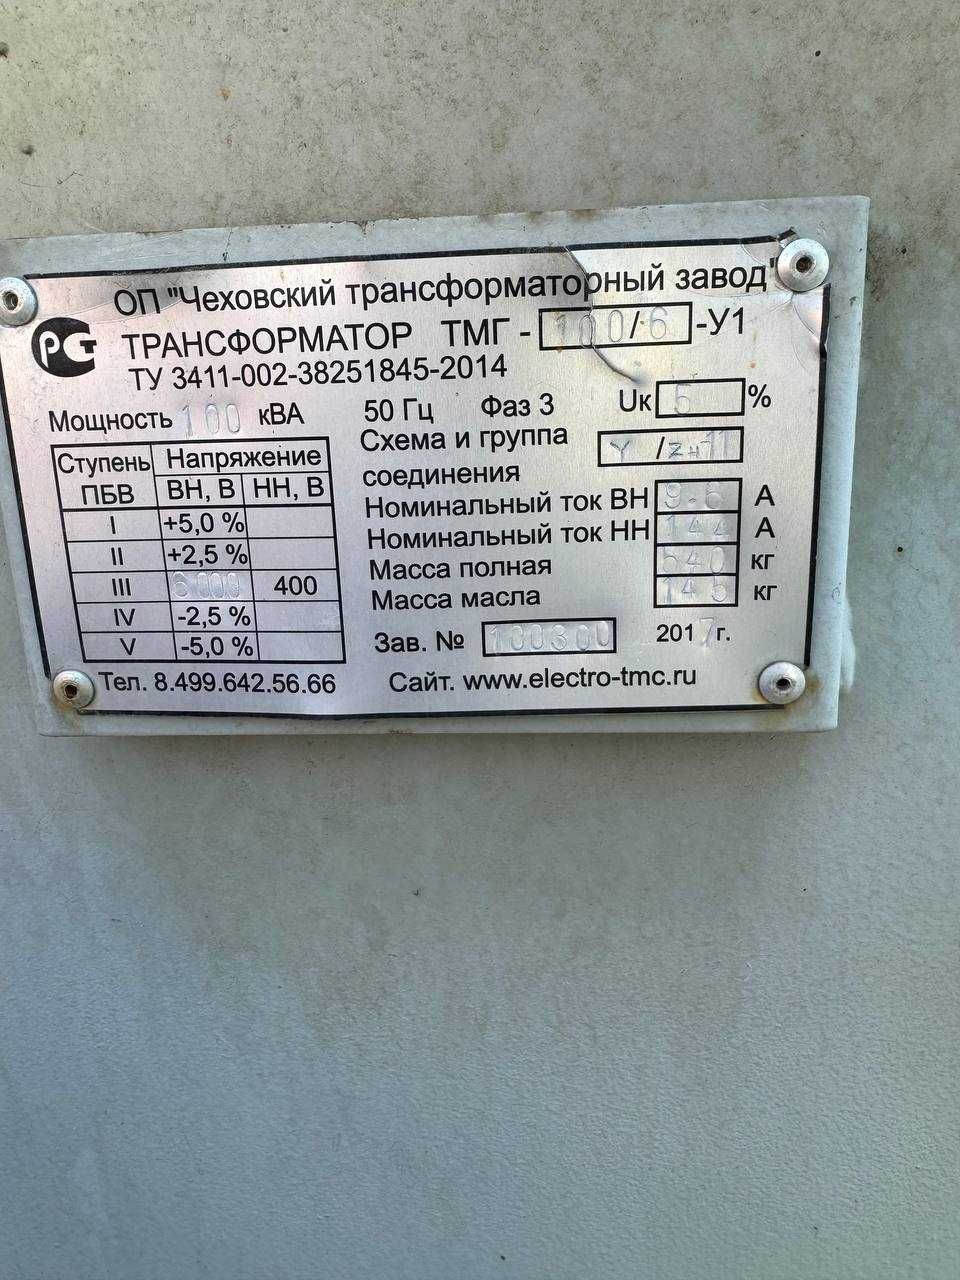 ОП "Чеховский трансформаторный завод"
РСТ
ТРАНСФОРМАТОР ТМГ - 100/6 -У1
ТУ 3411-002-38251845-2014
Мощность 100 кВА 50 Гц Фаз 3 Uк 5 %
Ступень ПБВ Напряжение
ВН, В НН, В
I +5,0 %
II +2,5 %
III 6000 400
IV -2,5 %
V -5,0 %
Схема и группа
соединения Y /Zн-11
Номинальный ток ВН 9.6 А
Номинальный ток НН 144 А
Масса полная 540 кг
Масса масла 145 кг
Зав. № 100300 2017г.
Тел. 8.499.642.56.66 Сайт. www.electro-tmc.ru